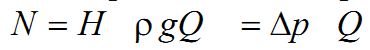 N = H ρgQ = Δp Q